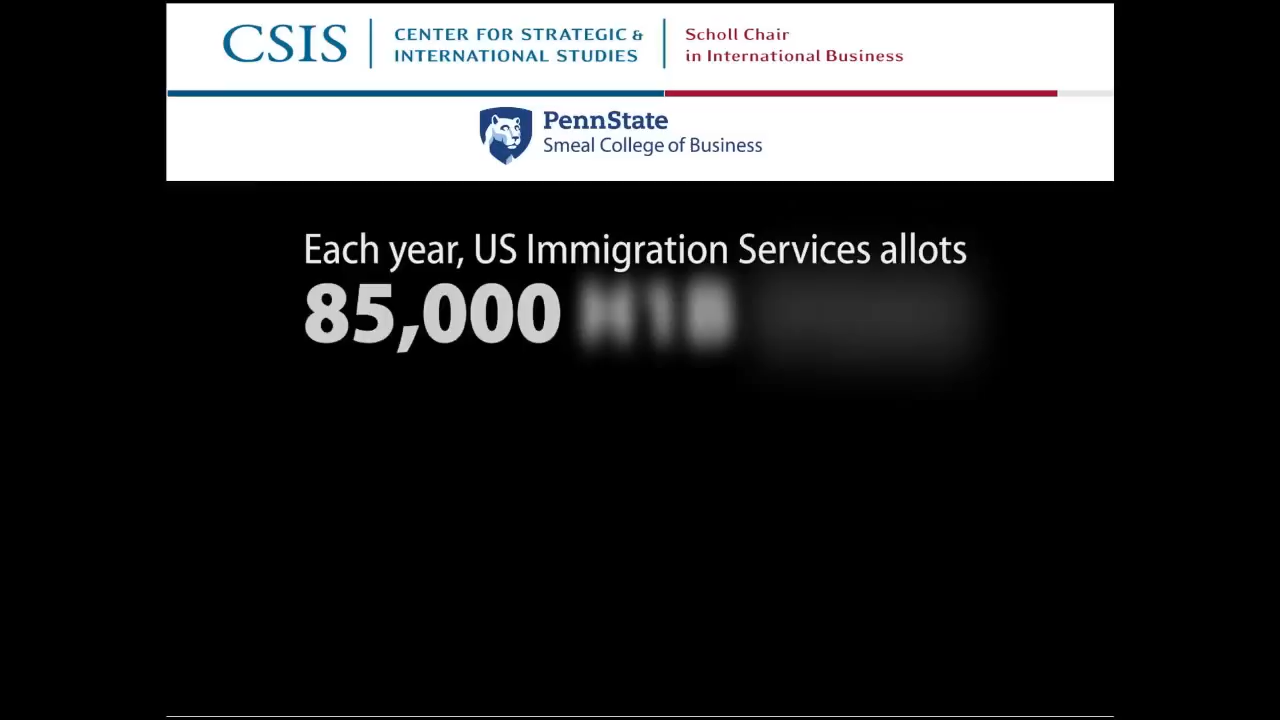 CSIS
CENTER FOR STRATEGIC &
INTERNATIONAL STUDIES
Scholl Chair
in International Business
PennState
Smeal College of Business
Each year, US Immigration Services allots
85,000 H1B